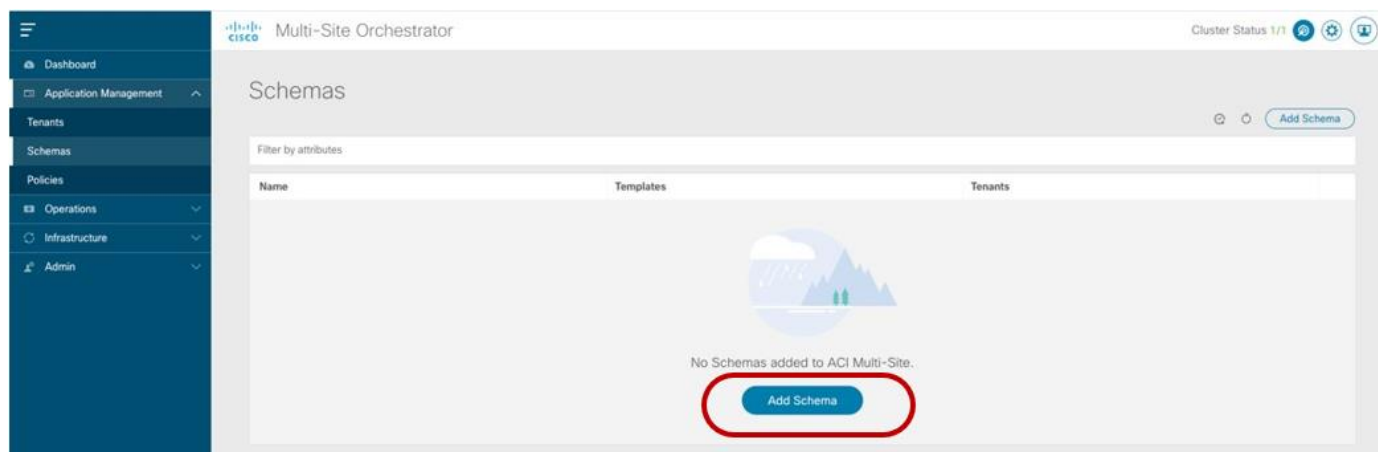 CISCO Multi-Site Orchestrator
Cluster Status 1/1
Dashboard
Application Management
Tenants
Schemas
Policies
Operations
Infrastructure
Admin
Schemas
Add Schema
Filter by attributes
Name Templates Tenants
No Schemas added to ACI Multi-Site.
Add Schema